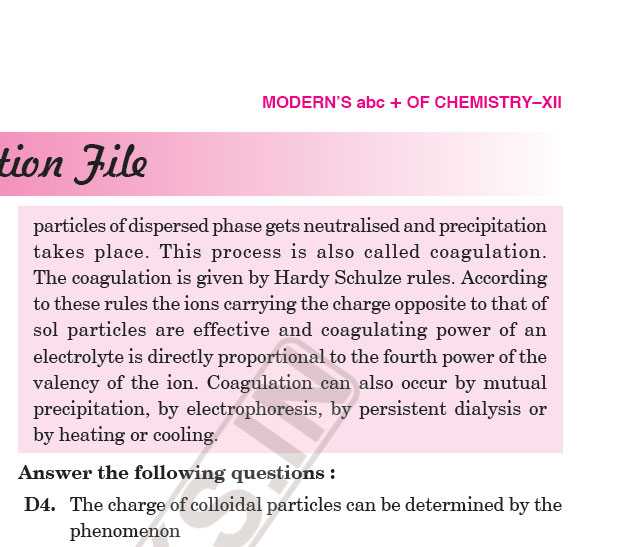 MODERN'S abc + OF CHEMISTRY–XII
tion File
particles of dispersed phase gets neutralised and precipitation
takes place. This process is also called coagulation.
The coagulation is given by Hardy Schulze rules. According
to these rules the ions carrying the charge opposite to that of
sol particles are effective and coagulating power of an
electrolyte is directly proportional to the fourth power of the
valency of the ion. Coagulation can also occur by mutual
precipitation, by electrophoresis, by persistent dialysis or
by heating or cooling.
Answer the following questions :
D4. The charge of colloidal particles can be determined by the
phenomenon